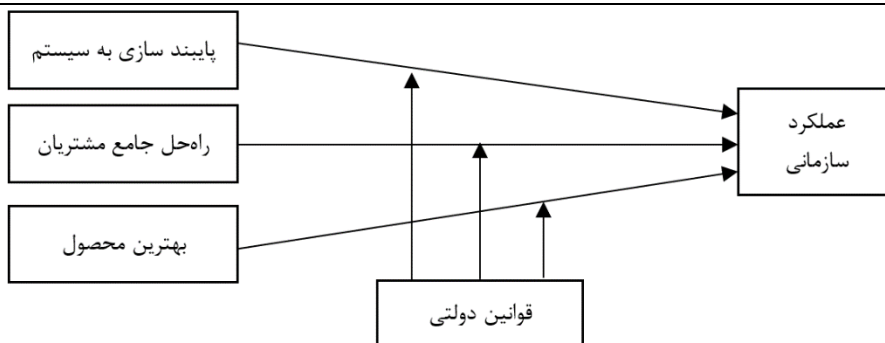 پایبند سازی به سیستم
راه‌حل جامع مشتریان
بهترین محصول
عملکرد
سازمانی
قوانین دولتی